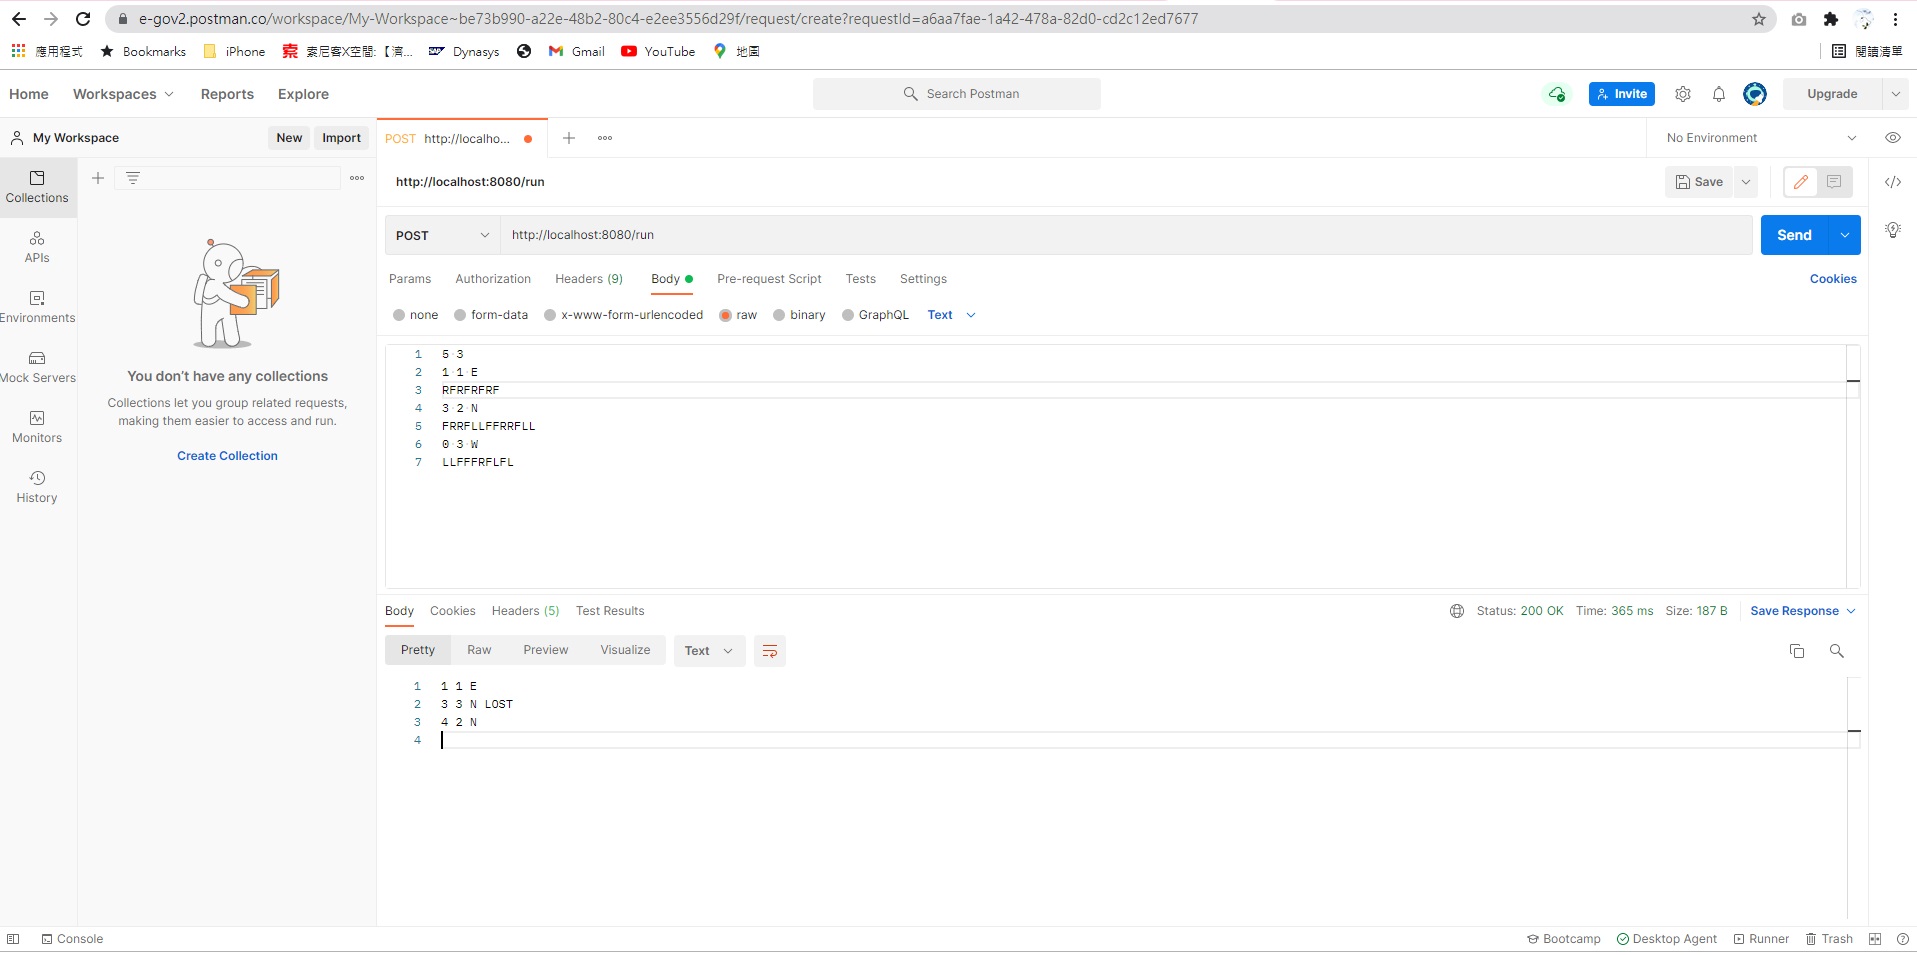 e-gov2.postman.co/workspace/My-Workspace~be73b990-a22e-48b2-80c4-e2ee3556d29f/request/create?requestId=a6aa7fae-1a42-478a-82d0-cd2c12ed7677
應用程式 Bookmarks iPhone 索尼客X空間:【濟... Dynasys Gmail YouTube 地圖 閱讀清單
Home Workspaces Reports Explore Search Postman Invite Upgrade
My Workspace New Import POST http://localho... No Environment
Collections
http://localhost:8080/run Save
POST http://localhost:8080/run Send
APIs
Params Authorization Headers (9) Body Pre-request Script Tests Settings Cookies
Environments
none form-data x-www-form-urlencoded raw binary GraphQL Text
1 5 3
2 1 1 E
3 RFRFRFRF
4 3 2 N
5 FRRFLLFFRRFLL
6 0 3 W
7 LLFFFRFLFL
Mock Servers
You don't have any collections
Collections let you group related requests,
making them easier to access and run.
Create Collection
Monitors
History
Body Cookies Headers (5) Test Results Status: 200 OK Time: 365 ms Size: 187 B Save Response
Pretty Raw Preview Visualize Text
1 1 1 E
2 3 3 N LOST
3 4 2 N
4
Console Bootcamp Desktop Agent Runner Trash